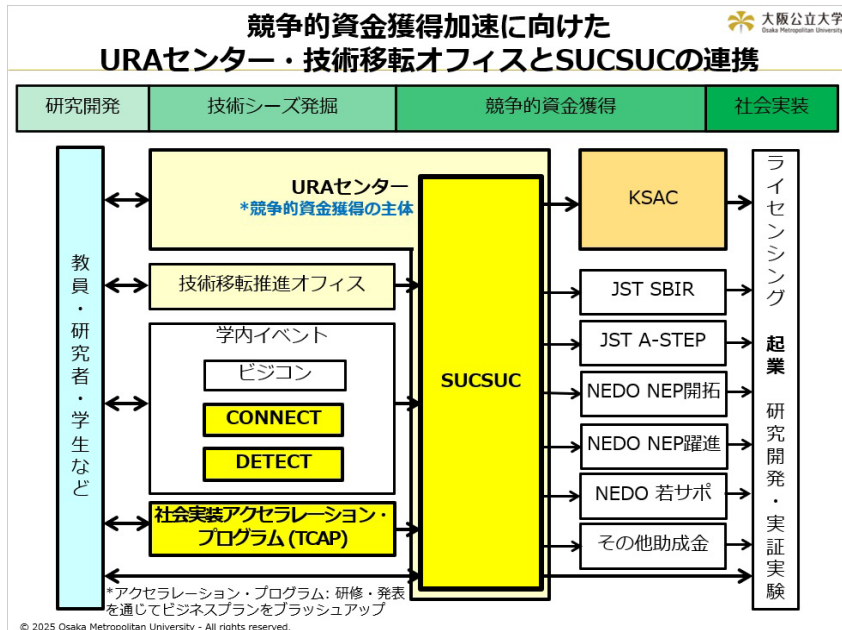 競争的資金獲得加速に向けた
URAセンター・技術移転オフィスとSUCSUCの連携
大阪公立大学
Osaka Metropolitan University
研究開発
技術シーズ発掘
競争的資金獲得
社会実装
教員・研究者・学生など
URAセンター
*競争的資金獲得の主体
技術移転推進オフィス
学内イベント
ビジコン
CONNECT
DETECT
社会実装アクセラレーション・
プログラム(TCAP)
SUCSUC
KSAC
JST SBIR
JST A-STEP
NEDO NEP開拓
NEDO NEP躍進
NEDO 若サポ
その他助成金
ライセンシング 起業 研究開発・実証実験
*アクセラレーション・プログラム: 研修・発表
を通じてビジネスプランをブラッシュアップ
© 2025 Osaka Metropolitan University - All rights reserved.